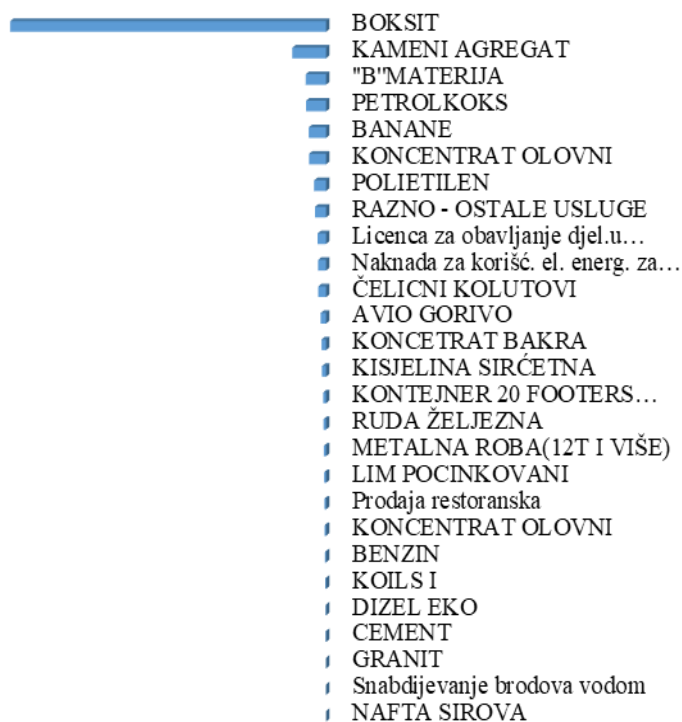 BOKSIT
KAMENI AGREGAT
"B"MATERIJA
PETROLKOKS
BANANE
KONCENTRAT OLOVNI
POLIETILEN
RAZNO - OSTALE USLUGE
Licenca za obavljanje djel.u…
Naknada za korišć. el. energ. za…
ČELICNI KOLUTOVI
AVIO GORIVO
KONCETRAT BAKRA
KISJELINA SIRĆETNA
KONTEJNER 20 FOOTERS…
RUDA ŽELJEZNA
METALNA ROBA(12T I VIŠE)
LIM POCINKOVANI
Prodaja restoranska
KONCENTRAT OLOVNI
BENZIN
KOILS I
DIZEL EKO
CEMENT
GRANIT
Snabdijevanje brodova vodom
NAFTA SIROVA